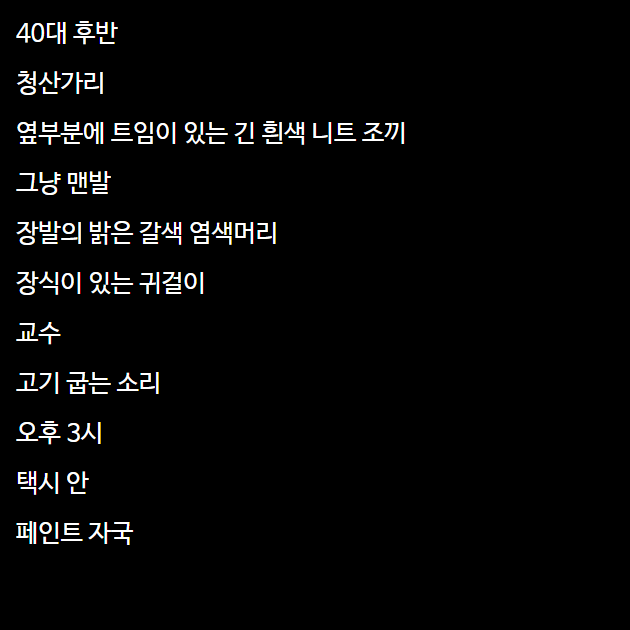 40대 후반
청산가리
옆부분에 트임이 있는 긴 흰색 니트 조끼
그냥 맨발
장발의 밝은 갈색 염색머리
장식이 있는 귀걸이
교수
고기 굽는 소리
오후 3시
택시 안
페인트 자국